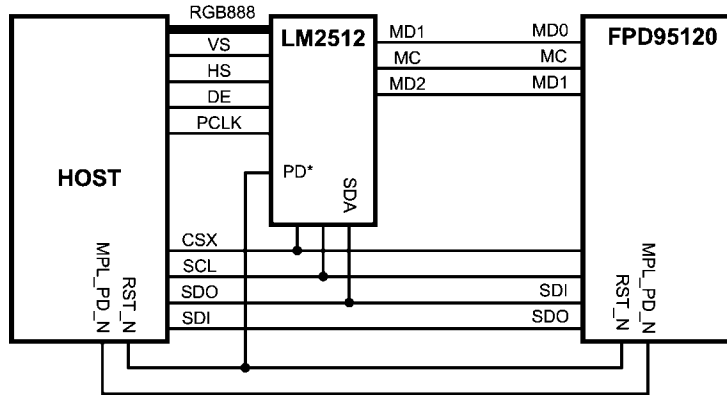 RGB888
LM2512
FPD95120
VS
MD1
MD0
HS
MC
MC
DE
MD2
MD1
PCLK
HOST
PD*
SDA
CSX
SCL
SDO
SDI
SDI
SDO
MPL_PD_N
RST_N
RST_N
MPL_PD_N